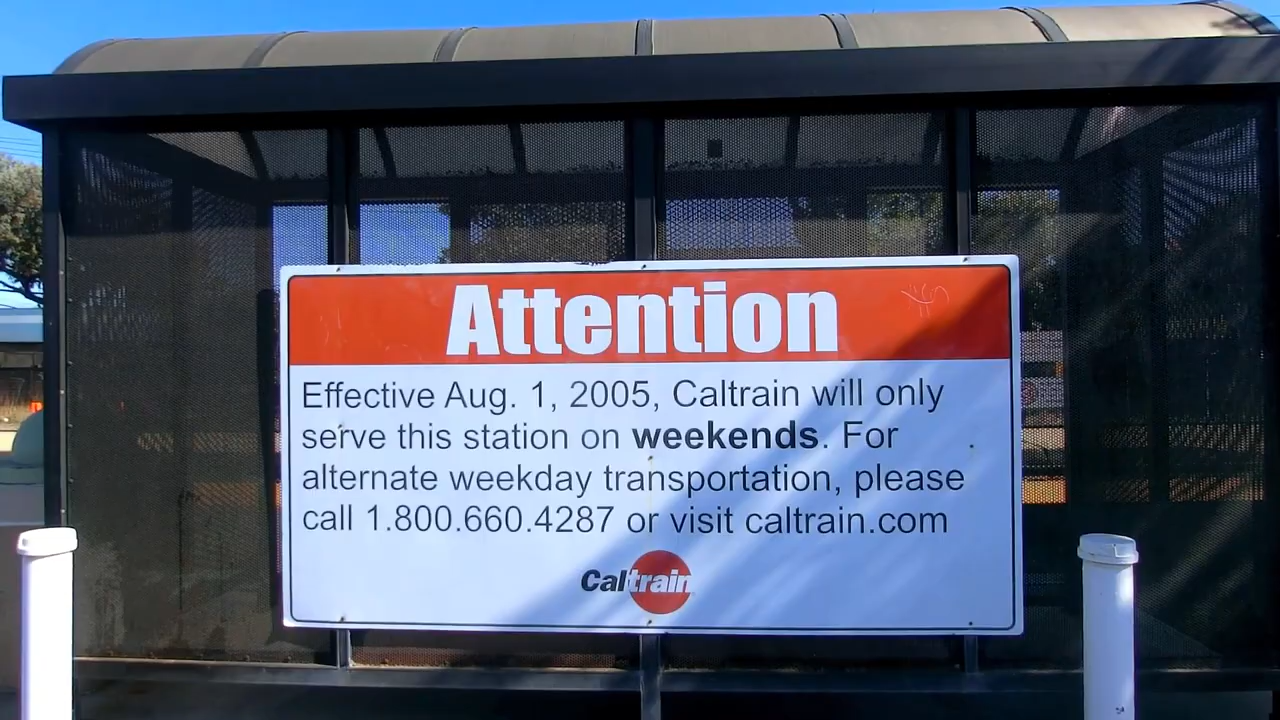 Attention
Effective Aug. 1, 2005, Caltrain will only
serve this station on weekends. For
alternate weekday transportation, please
call 1.800.660.4287 or visit caltrain.com
Caltrain